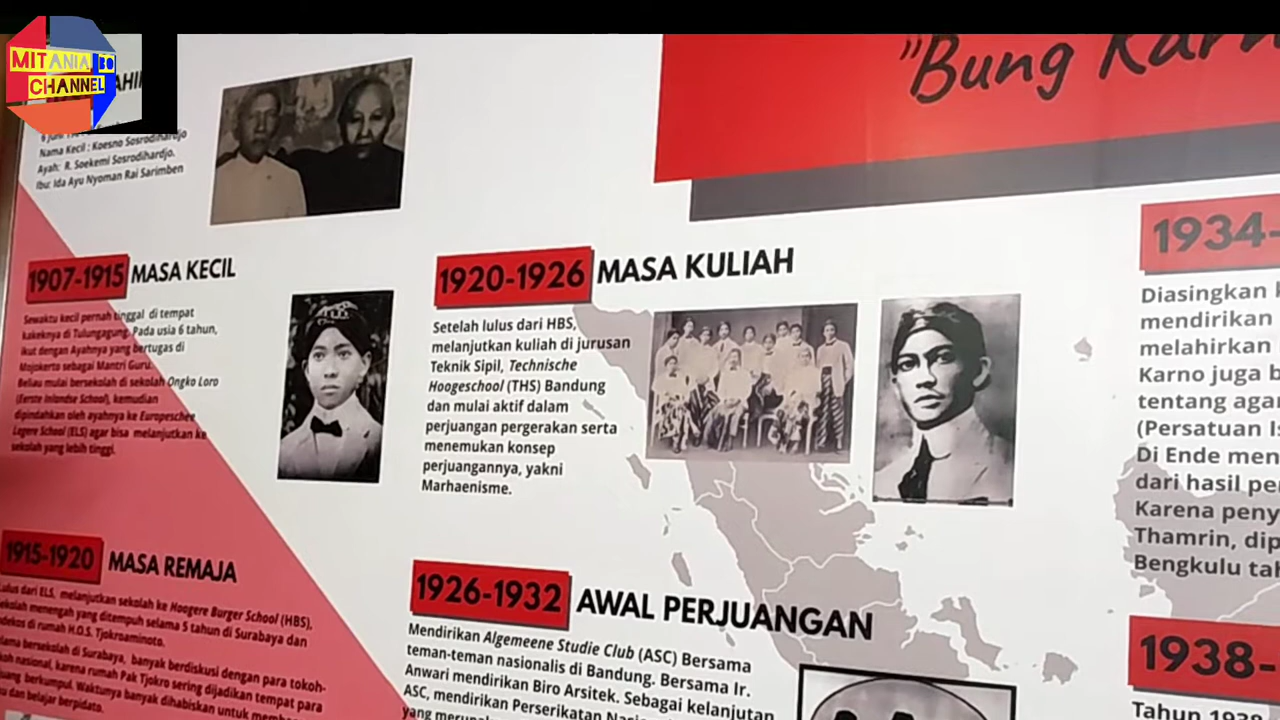 MITANIA BO
CHANNEL
"Bung Karn
Nama Kecil : Koesno Sosrodihardjo
Ayah: R. Soekemi Sosrodihardjo.
Ibu: Ida Ayu Nyoman Rai Sarimben
1907-1915 MASA KECIL
Sewaktu kecil pernah tinggal di tempat
kakeknya di Tulungagung. Pada usia 6 tahun,
ikut dengan Ayahnya yang bertugas di
Mojokerto sebagai Mantri Guru.
Beliau mulai bersekolah di sekolah Ongko Loro
(Eerste Inlandse School), kemudian
dipindahkan oleh ayahnya ke Europeschee
Lagere School (ELS) agar bisa melanjutkan ke
sekolah yang lebih tinggi.
1915-1920 MASA REMAJA
Lulus dari ELS, melanjutkan sekolah ke Hoogere Burger School (HBS),
sekolah menengah yang ditempuh selama 5 tahun di Surabaya dan
di rumah H.O.S. Tjokroaminoto.
bersekolah di Surabaya, banyak berdiskusi dengan para tokoh-
nasional, karena rumah Pak Tjokro sering dijadikan tempat para
berkumpul. Waktunya banyak dihabiskan untuk
dan belajar berpidato.
1920-1926 MASA KULIAH
Setelah lulus dari HBS,
melanjutkan kuliah di jurusan
Teknik Sipil, Technische
Hoogeschool (THS) Bandung
dan mulai aktif dalam
perjuangan pergerakan serta
menemukan konsep
perjuangannya, yakni
Marhaenisme.
1926-1932 AWAL PERJUANGAN
Mendirikan Algemeene Studie Club (ASC) Bersama
teman-teman nasionalis di Bandung. Bersama Ir.
Anwari mendirikan Biro Arsitek. Sebagai kelanjutan
ASC, mendirikan Perserikatan
1934-
Diasingkan
mendirikan
melahirkan
Karno juga b
tentang agar
(Persatuan Is
Di Ende men
dari hasil pe
Karena peny
Thamrin, dip
Bengkulu tah
1938-
Tahun 1938